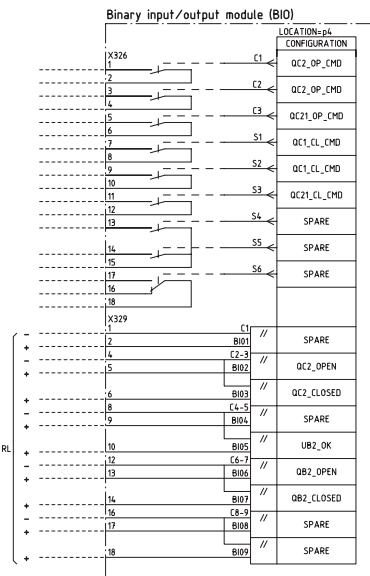 Binary input/output module (BIO)
LOCATION=p4
CONFIGURATION
X326
1 C1 QC2_OP_CMD
2
3 C2 QC2_OP_CMD
4
5 C3 QC21_OP_CMD
6
7 S1 QC1_CL_CMD
8
9 S2 QC1_CL_CMD
10
11 S3 QC21_CL_CMD
12
13 S4 SPARE
14 S5 SPARE
15
17 S6 SPARE
16
18
X329
- 1 C1 //
+ 2 BI01 SPARE
- 4 C2-3 //
+ 5 BI02 QC2_OPEN
//
+ 6 BI03 QC2_CLOSED
- 8 C4-5 //
+ 9 BI04 SPARE
//
RL + 10 BI05 UB2_OK
- 12 C6-7 //
+ 13 BI06 QB2_OPEN
//
+ 14 BI07 QB2_CLOSED
- 16 C8-9 //
+ 17 BI08 SPARE
//
+ 18 BI09 SPARE